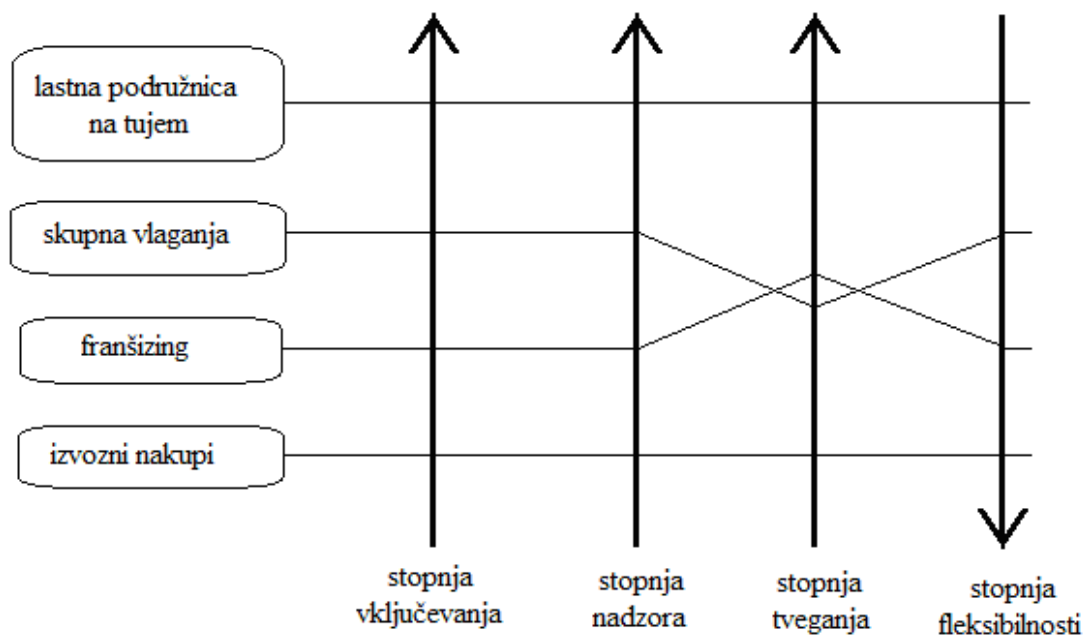 lastna podružnica
na tujem
skupna vlaganja
franšizing
izvozni nakupi
stopnja
vključevanja
stopnja
nadzora
stopnja
tveganja
stopnja
fleksibilnosti